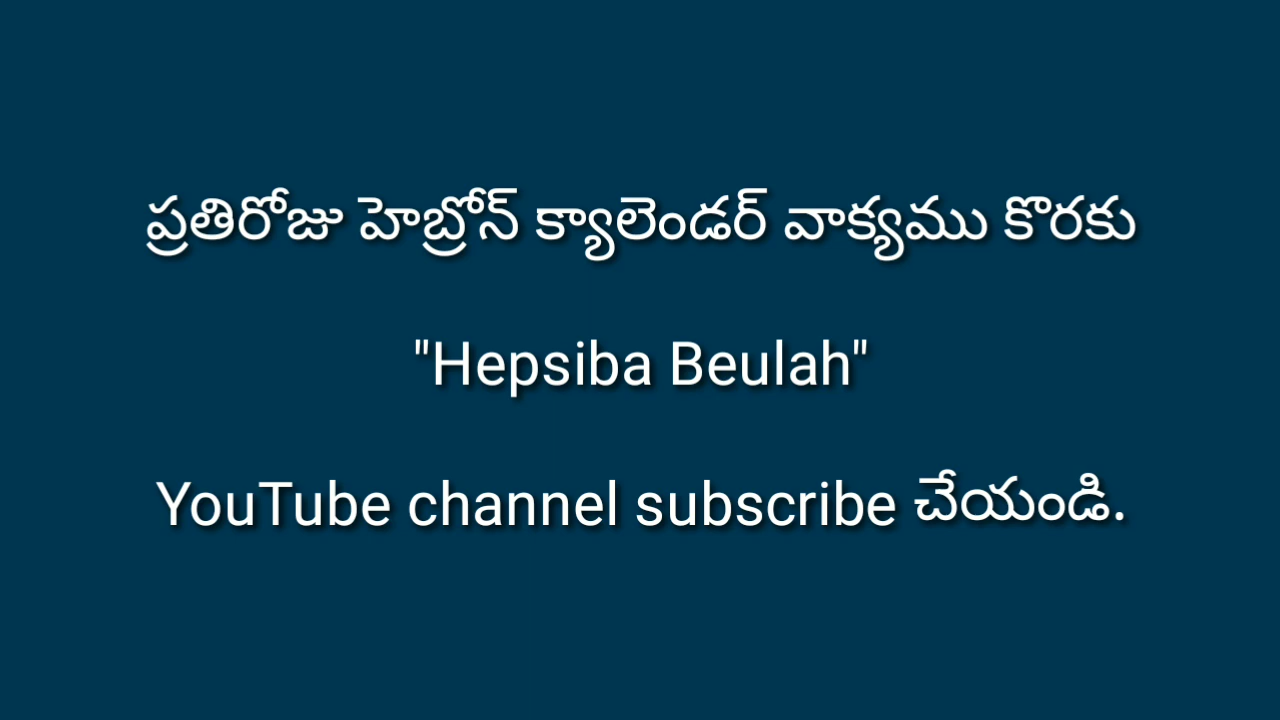 ప్రతిరోజు హెబ్రోన్ క్యాలెండర్ వాక్యము కొరకు
"Hepsiba Beulah"
YouTube channel subscribe చేయండి.